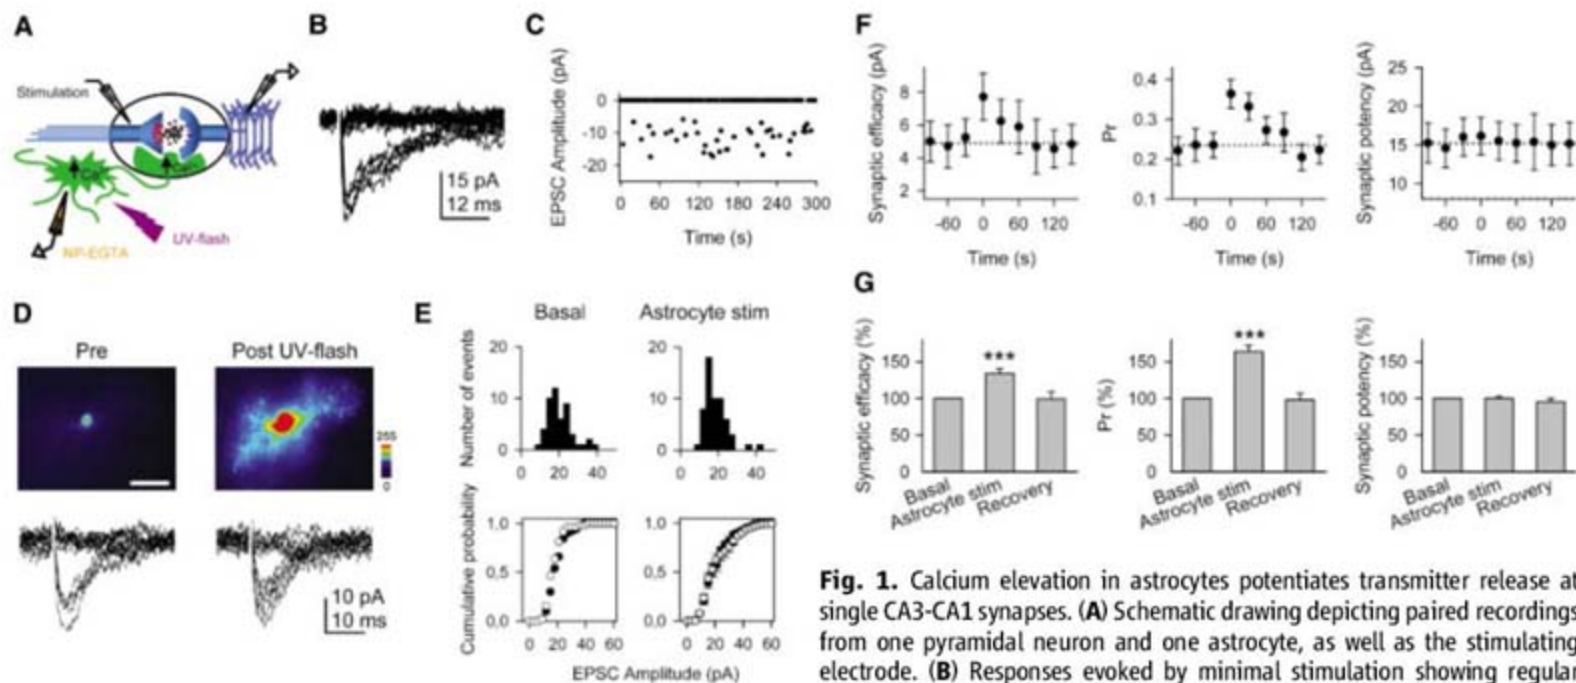 A
Stimulation
Ca²⁺
NP-EGTA
UV-flash
B
15 pA
12 ms
C
EPSC Amplitude (pA)
0
-10
-20
0 60 120 180 240 300
Time (s)
D
Pre
Post UV-flash
255
0
10 pA
10 ms
E
Basal
Astrocyte stim
Number of events
20
10
0
0 20 40
20
10
0
0 20 40
Cumulative probability
1.0
0,5
0.0
0 20 40 60
1.0
0,5
0.0
0 20 40 60
EPSC Amplitude (pA)
F
Synaptic efficacy (pA)
8
6
4
2
-60 0 60 120
Time (s)
Pr
0.4
0.3
0.2
0.1
-60 0 60 120
Time (s)
Synaptic potency (pA)
25
20
15
10
-60 0 60 120
Time (s)
G
Synaptic efficacy (%)
150
100
50
0
***
Basal
Astrocyte stim
Recovery
Pr (%)
150
100
50
0
***
Basal
Astrocyte stim
Recovery
Synaptic potency (%)
150
100
50
0
Basal
Astrocyte stim
Recovery
Fig. 1. Calcium elevation in astrocytes potentiates transmitter release at
single CA3-CA1 synapses. (A) Schematic drawing depicting paired recordings
from one pyramidal neuron and one astrocyte, as well as the stimulating
electrode. (B) Responses evoked by minimal stimulation showing regular